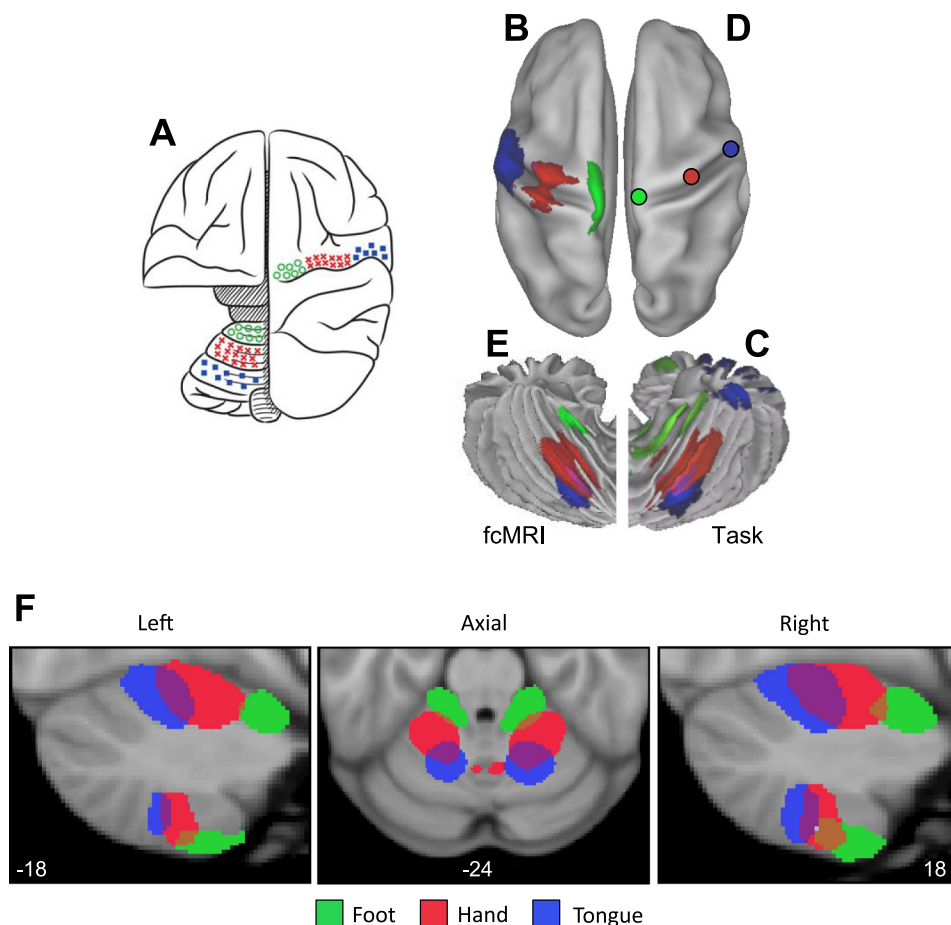 B
D
A
E
C
fcMRI
Task
F
Left
Axial
Right
-18
-24
18
Foot
Hand
Tongue